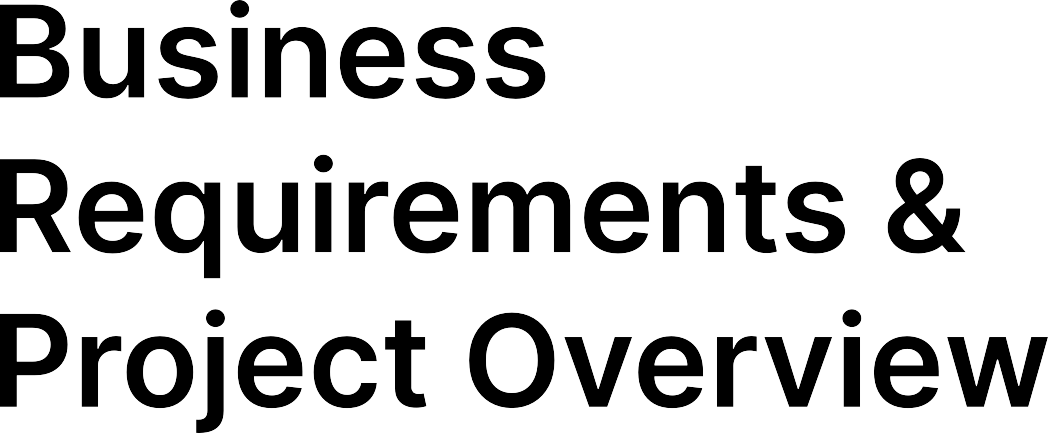 Business
Requirements &
Project Overview